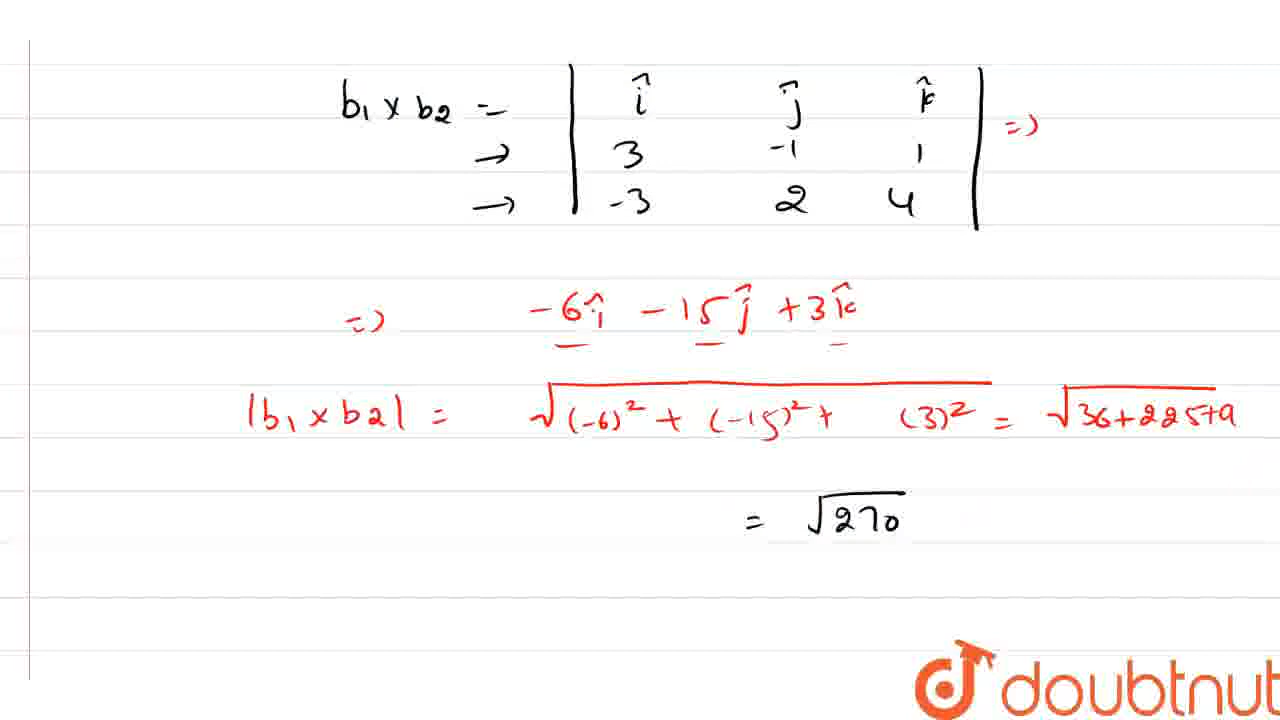 b₁ × b₂ = | î ĵ k̂ | =>
→ | 3 -1 1 |
→ | -3 2 4 |
=> -6î - 15ĵ + 3k̂
|b₁ × b₂| = √((-6)² + (-15)² + (3)²) = √(36+225+9)
= √270
doubtnut